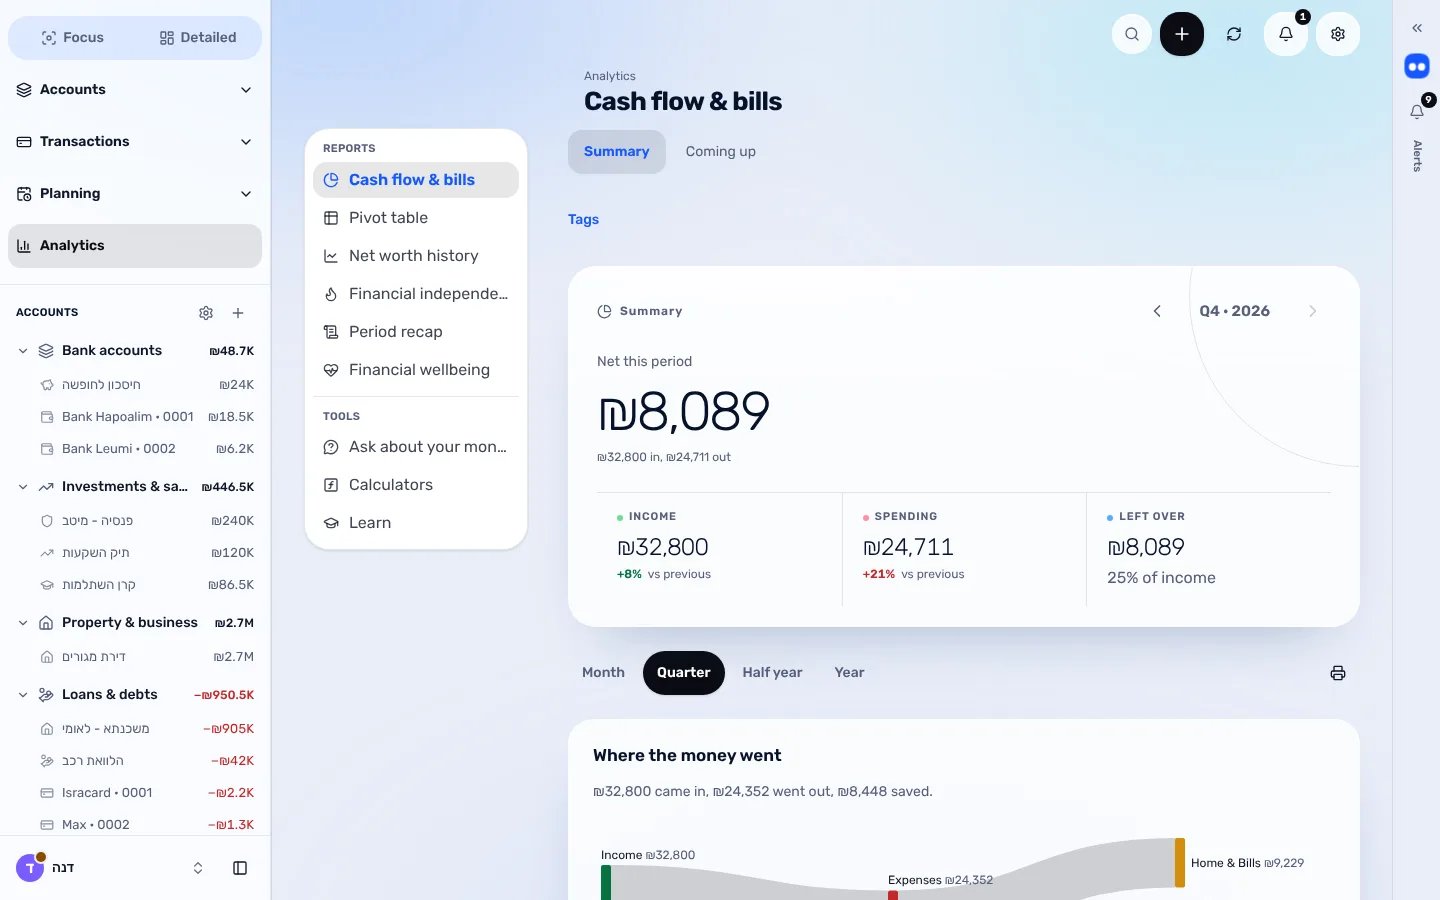 Focus
Detailed
Accounts
Transactions
Planning
Analytics
ACCOUNTS
Bank accounts ₪48.7K
חיסכון לחופשה ₪24K
Bank Hapoalim • 0001 ₪18.5K
Bank Leumi • 0002 ₪6.2K
Investments & sa... ₪446.5K
פנסיה - מיטב ₪240K
תיק השקעות ₪120K
קרן השתלמות ₪86.5K
Property & business ₪2.7M
דירת מגורים ₪2.7M
Loans & debts −₪950.5K
משכנתא - לאומי −₪905K
הלוואת רכב −₪42K
Isracard • 0001 −₪2.2K
Max • 0002 −₪1.3K
T דנה
REPORTS
Cash flow & bills
Pivot table
Net worth history
Financial independe...
Period recap
Financial wellbeing
TOOLS
Ask about your mon...
Calculators
Learn
1
Analytics
Cash flow & bills
Summary
Coming up
Tags
Summary
Q4 • 2026
Net this period
₪8,089
₪32,800 in, ₪24,711 out
INCOME
₪32,800
+8% vs previous
SPENDING
₪24,711
+21% vs previous
LEFT OVER
₪8,089
25% of income
Month
Quarter
Half year
Year
Where the money went
₪32,800 came in, ₪24,352 went out, ₪8,448 saved.
Income ₪32,800
Expenses ₪24,352
Home & Bills ₪9,229
9
Alerts